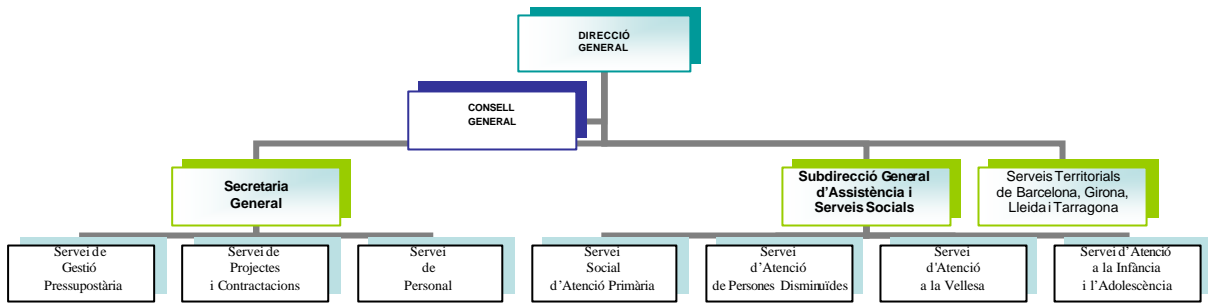 DIRECCIÓ
GENERAL
CONSELL
GENERAL
Secretaria
General
Subdirecció General
d'Assistència i
Serveis Socials
Serveis Territorials
de Barcelona, Girona,
Lleida i Tarragona
Servei de
Gestió
Pressupostària
Servei de
Projectes
i Contractacions
Servei
de
Personal
Servei
Social
d'Atenció Primària
Servei
d'Atenció
de Persones Disminuïdes
Servei
d'Atenció
a la Vellesa
Servei d'Atenció
a la Infància
i l'Adolescència